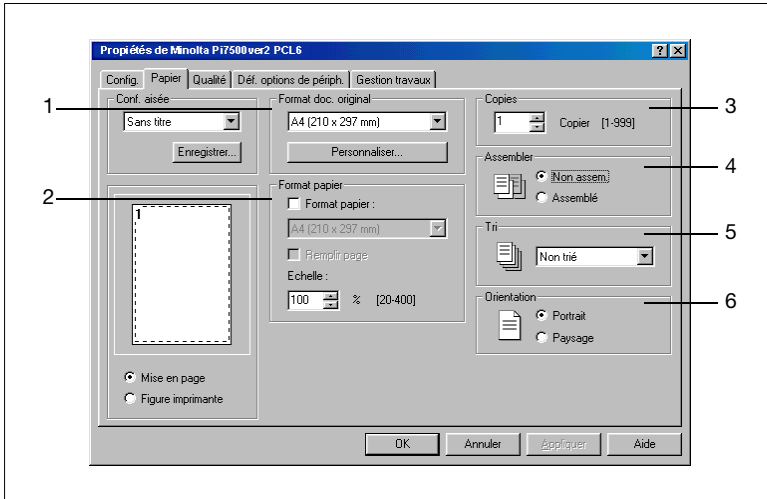 Propiétés de Minolta Pi7500ver2 PCL6
Config. Papier Qualité Déf. options de périph. Gestion travaux
Conf. aisée
Sans titre
Enregistrer...
1
Mise en page
Figure imprimante
1
Format doc. original
A4 (210 x 297 mm)
Personnaliser...
2
Format papier
Format papier :
A4 (210 x 297 mm)
Remplir page
Echelle :
100 % [20-400]
3
Copies
1 Copier [1-999]
4
Assembler
Non assem.
Assemblé
5
Tri
Non trié
6
Orientation
Portrait
Paysage
OK Annuler Appliquer Aide